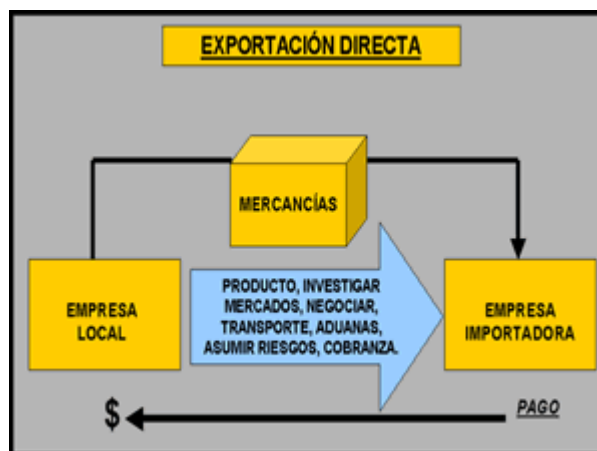 EXPORTACIÓN DIRECTA
MERCANCÍAS
EMPRESA
LOCAL
PRODUCTO, INVESTIGAR
MERCADOS, NEGOCIAR,
TRANSPORTE, ADUANAS,
ASUMIR RIESGOS, COBRANZA.
EMPRESA
IMPORTADORA
$
PAGO